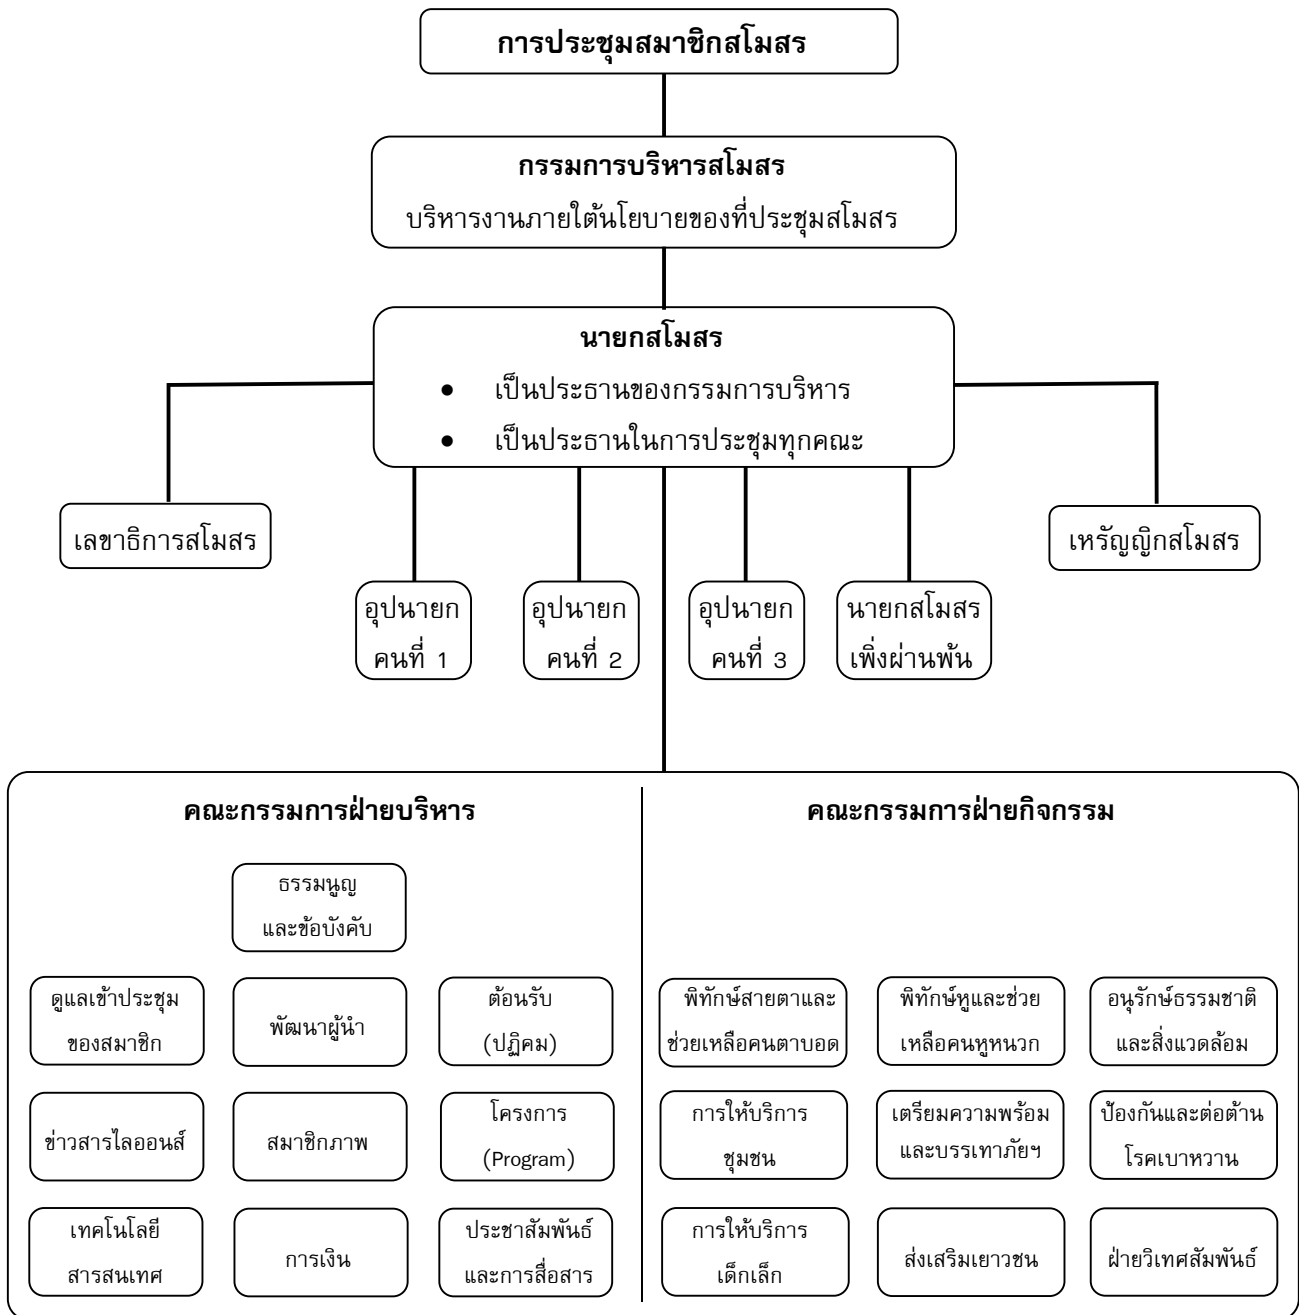 การประชุมสมาชิกสโมสร
กรรมการบริหารสโมสร
บริหารงานภายใต้นโยบายของที่ประชุมสโมสร
นายกสโมสร
● เป็นประธานของกรรมการบริหาร
● เป็นประธานในการประชุมทุกคณะ
เลขาธิการสโมสร
เหรัญญิกสโมสร
อุปนายก
คนที่ 1
อุปนายก
คนที่ 2
อุปนายก
คนที่ 3
นายกสโมสร
เพิ่งผ่านพ้น
คณะกรรมการฝ่ายบริหาร
ธรรมนูญ
และข้อบังคับ
ดูแลเข้าประชุม
ของสมาชิก
พัฒนาผู้นำ
ต้อนรับ
(ปฏิคม)
ข่าวสารไลออนส์
สมาชิกภาพ
โครงการ
(Program)
เทคโนโลยี
สารสนเทศ
การเงิน
ประชาสัมพันธ์
และการสื่อสาร
คณะกรรมการฝ่ายกิจกรรม
พิทักษ์สายตาและ
ช่วยเหลือคนตาบอด
พิทักษ์หูและช่วย
เหลือคนหูหนวก
อนุรักษ์ธรรมชาติ
และสิ่งแวดล้อม
การให้บริการ
ชุมชน
เตรียมความพร้อม
และบรรเทาภัยฯ
ป้องกันและต่อต้าน
โรคเบาหวาน
การให้บริการ
เด็กเล็ก
ส่งเสริมเยาวชน
ฝ่ายวิเทศสัมพันธ์